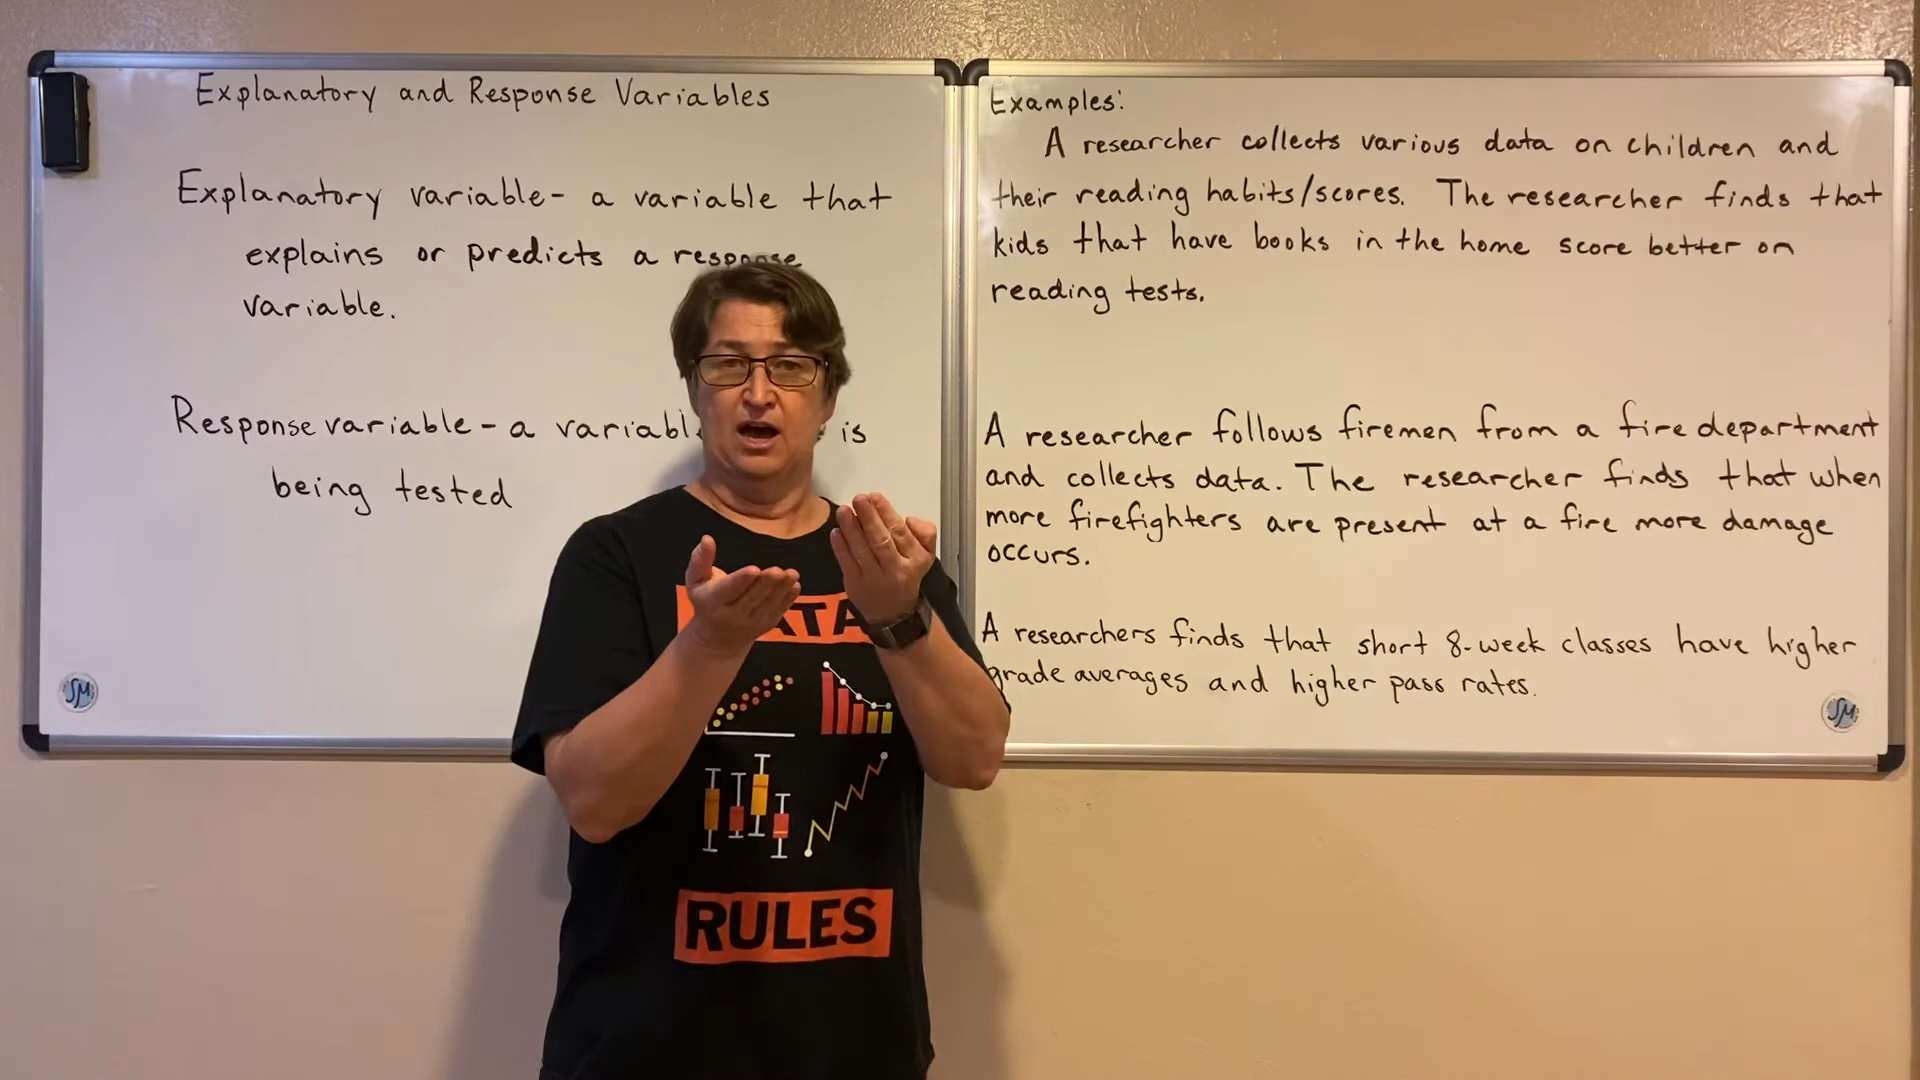 Explanatory and Response Variables
Explanatory variable- a variable that
explains or predicts a response
variable.
Response variable - a variable is
being tested
Examples:
A researcher collects various data on children and
their reading habits/scores. The researcher finds that
kids that have books in the home score better on
reading tests.
A researcher follows firemen from a fire department
and collects data. The researcher finds that when
more firefighters are present at a fire more damage
occurs.
A researchers finds that short 8-week classes have higher
grade averages and higher pass rates.
RULES
SM
SM